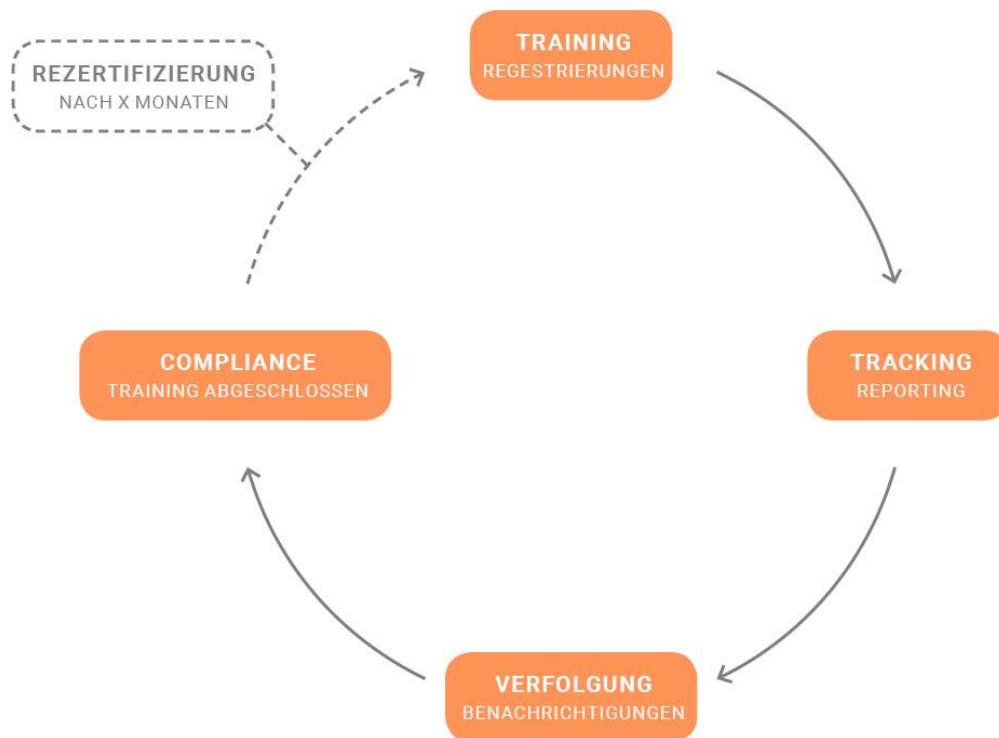 TRAINING
REGESTRIERUNGEN
REZERTIFIZIERUNG
NACH X MONATEN
COMPLIANCE
TRAINING ABGESCHLOSSEN
TRACKING
REPORTING
VERFOLGUNG
BENACHRICHTIGUNGEN